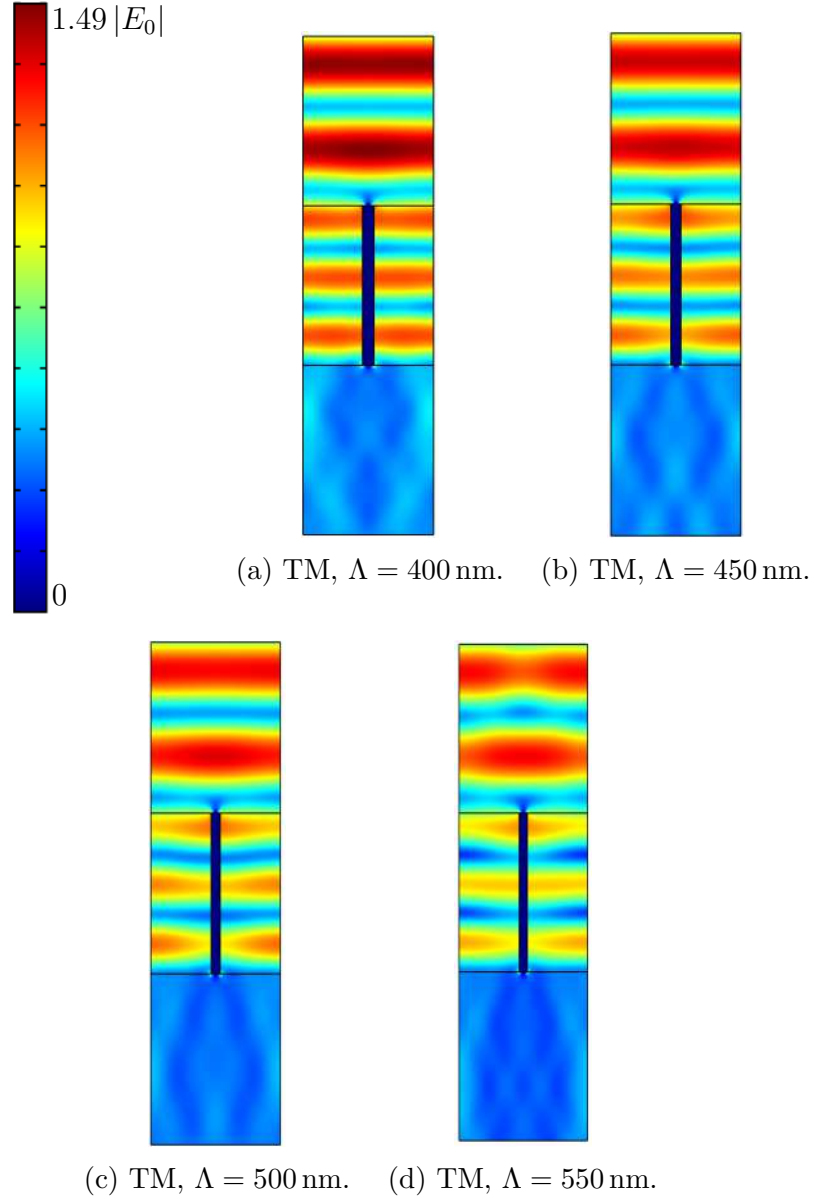 1.49 |E₀|
0
(a) TM, Λ = 400 nm. (b) TM, Λ = 450 nm.
(c) TM, Λ = 500 nm. (d) TM, Λ = 550 nm.